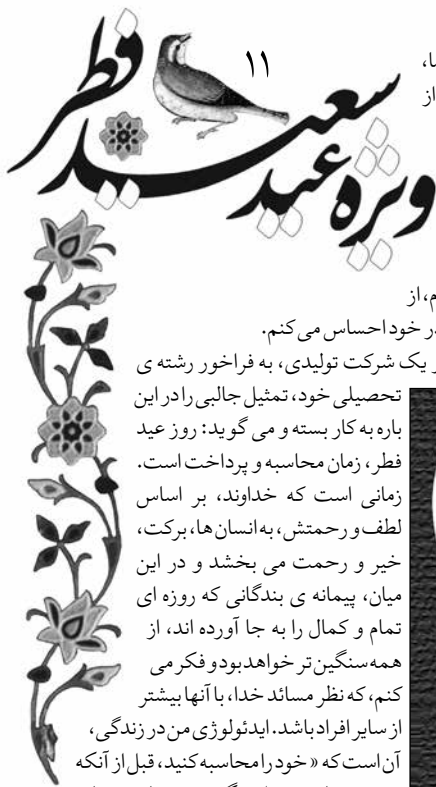 ۱۱
ویژه عید سعید فطر
ا،
از
م، از
در خود احساس می کنم.
ر یک شرکت تولیدی، به فراخور رشته ی
تحصیلی خود، تمثیل جالبی را در این
باره به کار بسته و می گوید: روز عید
فطر، زمان محاسبه و پرداخت است.
زمانی است که خداوند، بر اساس
لطف و رحمتش، به انسان ها، برکت،
خیر و رحمت می بخشد و در این
میان، پیمانه ی بندگانی که روزه ای
تمام و کمال را به جا آورده اند، از
همه سنگین تر خواهد بود و فکر می
کنم، که نظر مسائد خدا، با آنها بیشتر
از سایر افراد باشد. ایدئولوژی من در زندگی،
آن است که « خود را محاسبه کنید، قبل از آنکه